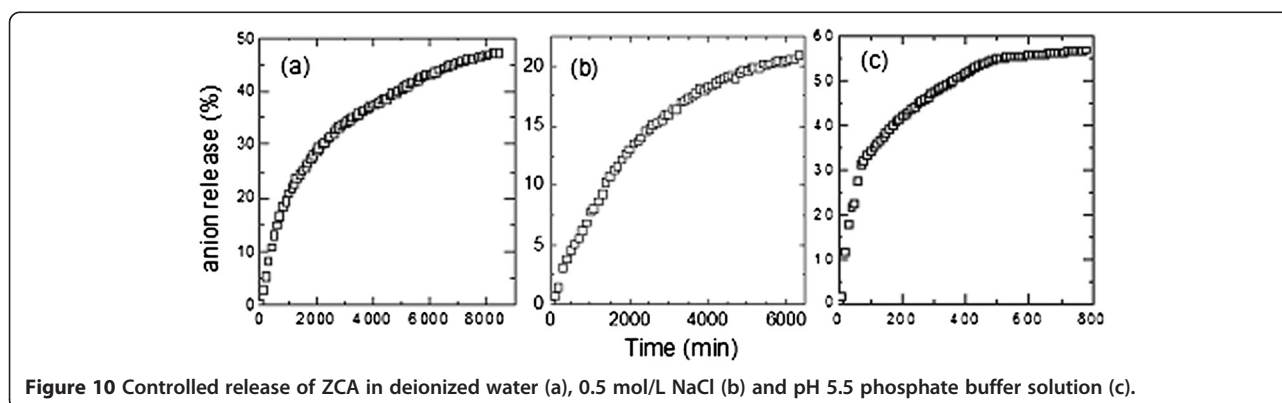 (a)
50
40
30
20
10
0
0 2000 4000 6000 8000
anion release (%)
(b)
20
15
10
5
0
0 2000 4000 6000
Time (min)
(c)
60
50
40
30
20
10
0
0 200 400 600 800
Figure 10 Controlled release of ZCA in deionized water (a), 0.5 mol/L NaCl (b) and pH 5.5 phosphate buffer solution (c).